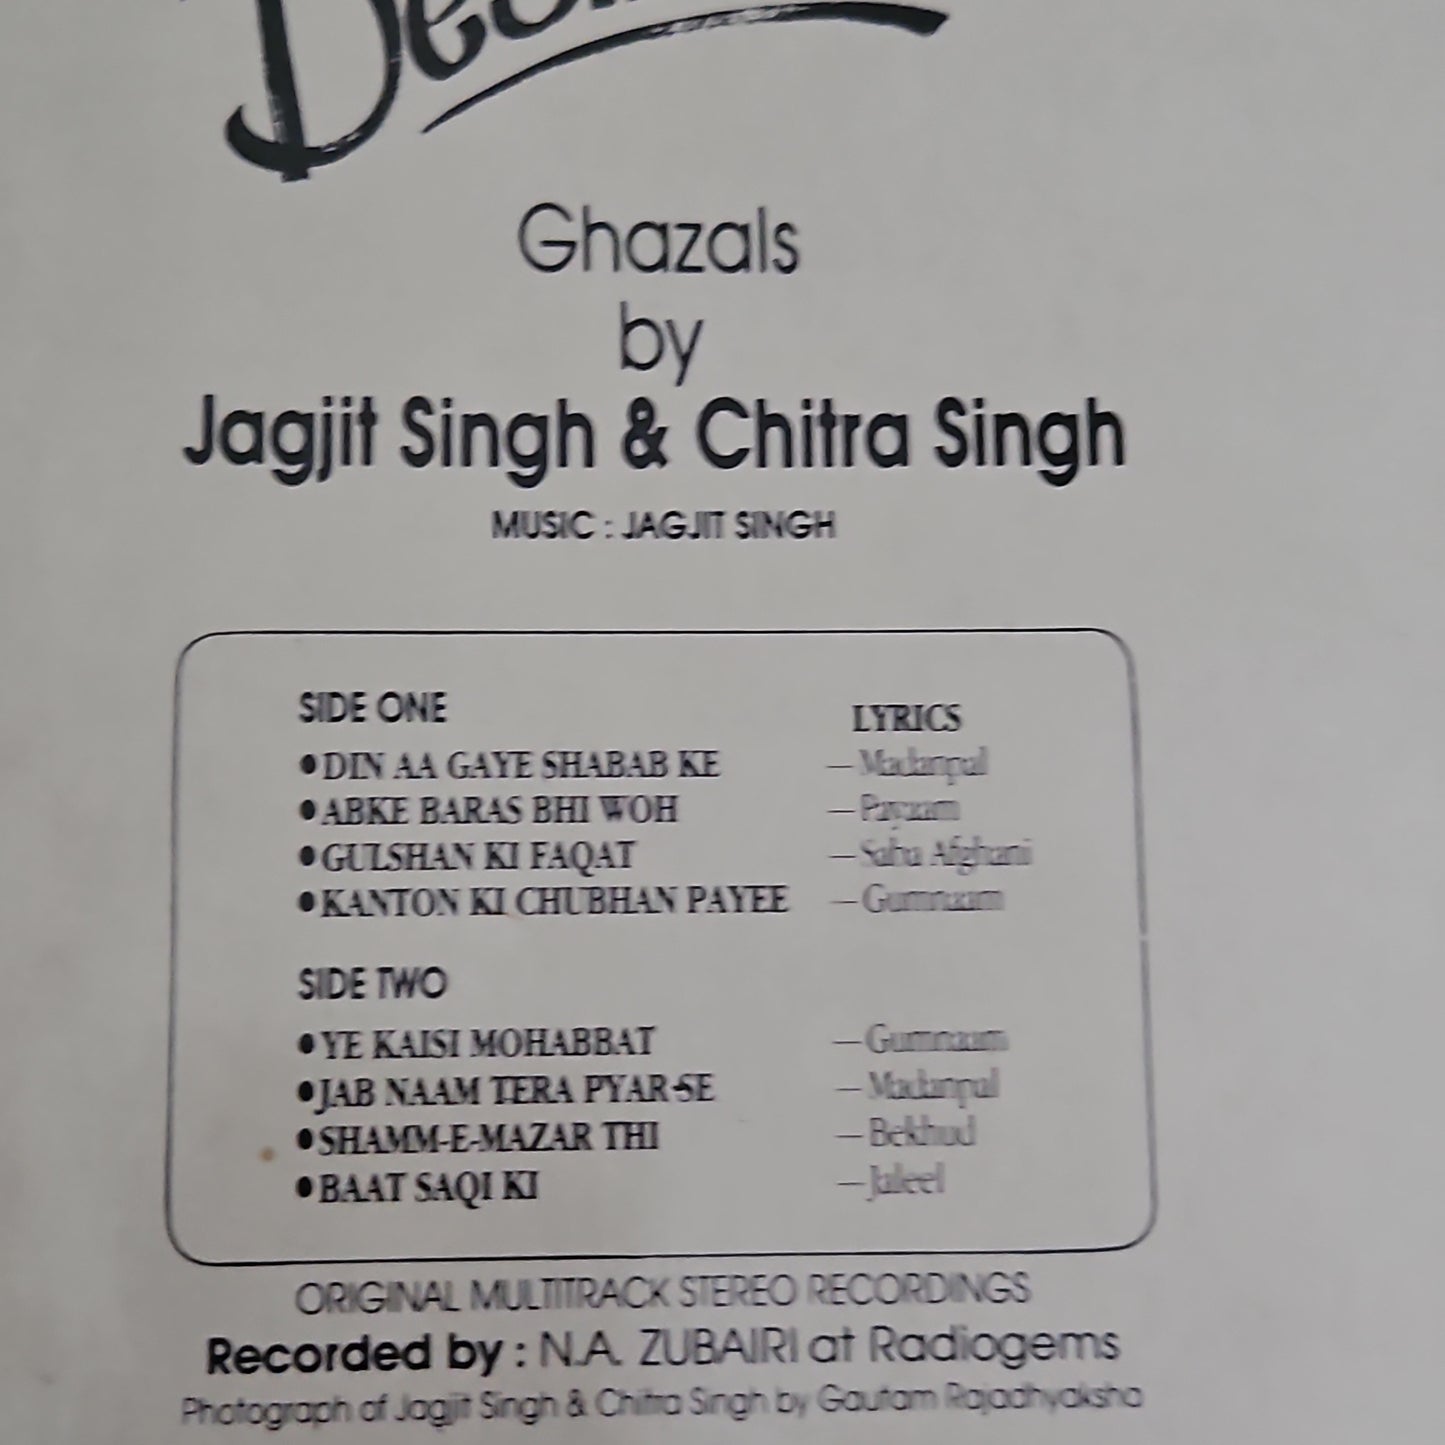 Ghazals
by
Jagjit Singh & Chitra Singh
MUSIC : JAGJIT SINGH
SIDE ONE LYRICS
•DIN AA GAYE SHABAB KE —Madanpal
•ABKE BARAS BHI WOH —Payaam
•GULSHAN KI FAQAT —Saba Afghani
•KANTON KI CHUBHAN PAYEE —Gumnaam
SIDE TWO
•YE KAISI MOHABBAT —Gumnaam
•JAB NAAM TERA PYAR-SE —Madanpal
•SHAMM-E-MAZAR THI —Bekhud
•BAAT SAQI KI —Jaleel
ORIGINAL MULTITRACK STEREO RECORDINGS
Recorded by : N.A. ZUBAIRI at Radiogems
Photograph of Jagjit Singh & Chitra Singh by Gautam Rajadhyaksha